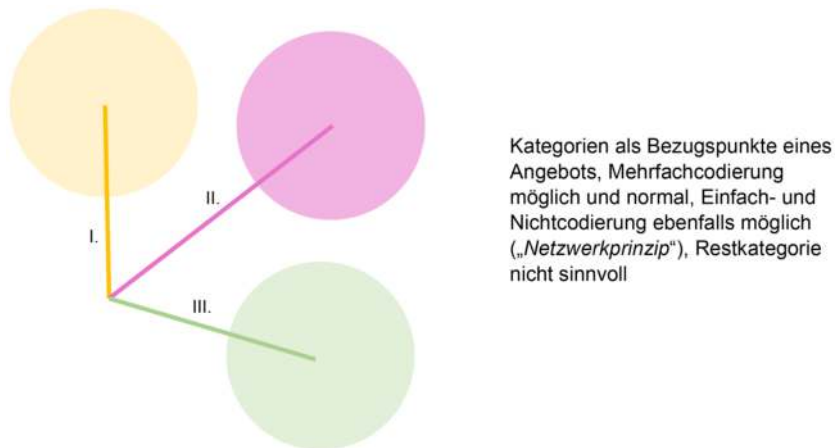 II.
I.
III.
Kategorien als Bezugspunkte eines
Angebots, Mehrfachcodierung
möglich und normal, Einfach- und
Nichtcodierung ebenfalls möglich
(„Netzwerkprinzip“), Restkategorie
nicht sinnvoll